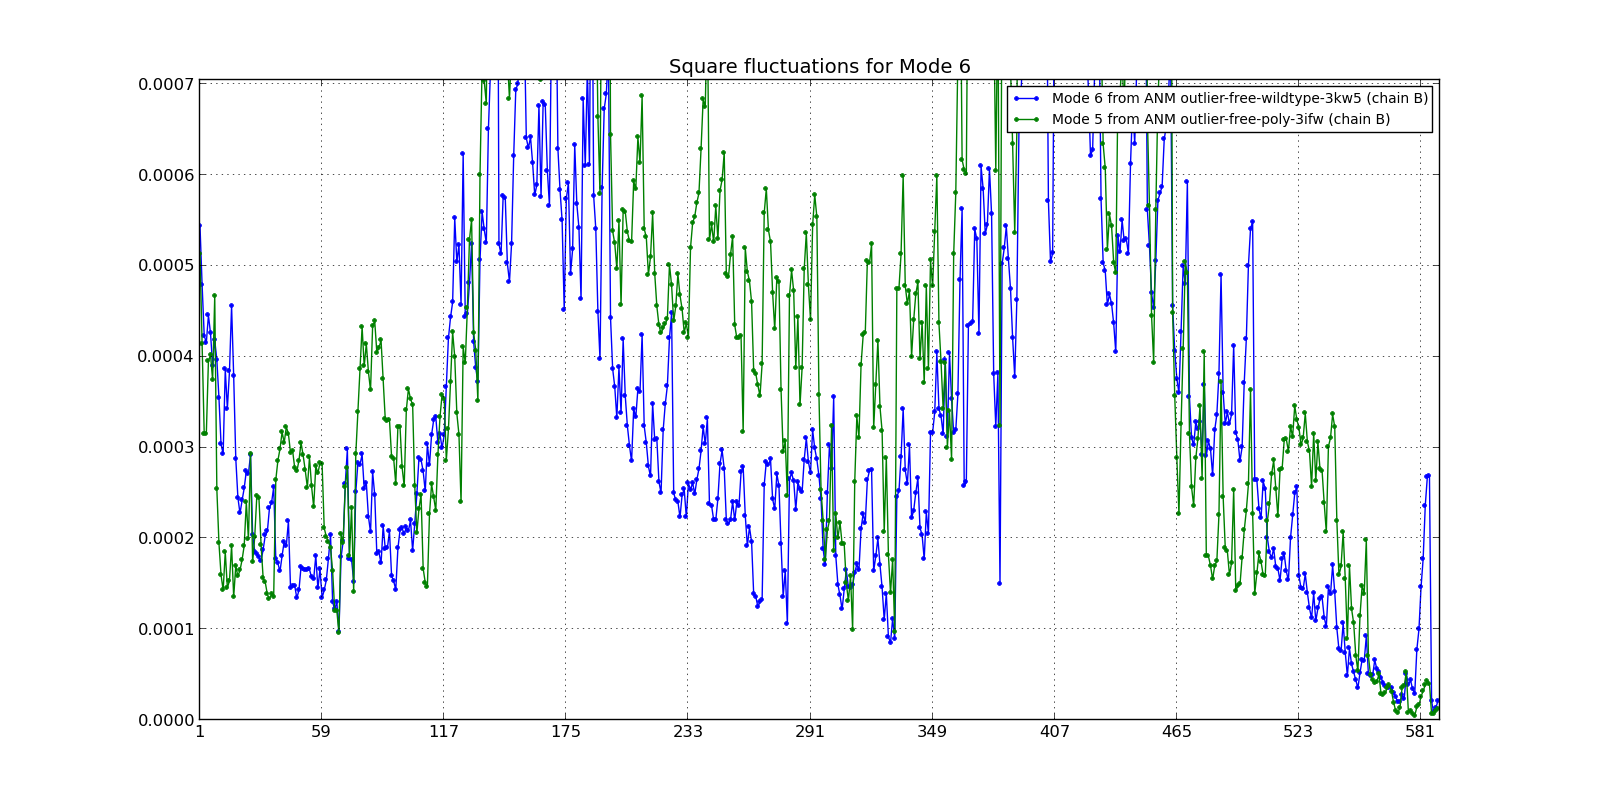 Square fluctuations for Mode 6
0.0007
Mode 6 from ANM outlier-free-wildtype-3kw5 (chain B)
Mode 5 from ANM outlier-free-poly-3ifw (chain B)
0.0006
0.0005
0.0004
0.0003
0.0002
0.0001
0.0000
1 59 117 175 233 291 349 407 465 523 581